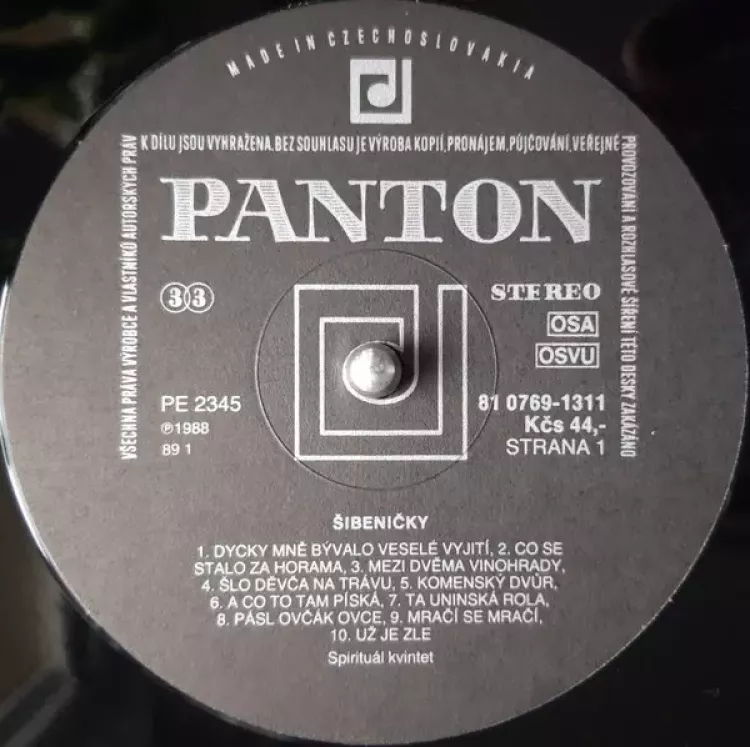 MADE IN CZECHOSLOVAKIA
VŠECHNA PRÁVA VÝROBCE A VLASTNÍKŮ AUTORSKÝCH PRÁV
K DÍLU JSOU VYHRAŽENA. BEZ SOUHLASU JE VÝROBA KOPIÍ, PRONÁJEM, PŮJČOVÁNÍ, VEŘEJNÉ
PROVOZOVÁNÍ A ROZHLASOVÉ ŠÍŘENÍ TÉTO DESKY ZAKÁZÁNO
PANTON
33
STEREO
OSA
OSVU
PE 2345
Ⓟ1988
89 1
81 0769-1311
Kčs 44,-
STRANA 1
ŠIBENIČKY
1. DYCKY MNĚ BÝVALO VESELÉ VYJITÍ, 2. CO SE
STALO ZA HORAMA, 3. MEZI DVĚMA VINOHRADY,
4. ŠLO DĚVČA NA TRÁVU, 5. KOMENSKÝ DVŮR,
6. A CO TO TAM PÍSKÁ, 7. TA UNINSKÁ ROLA,
8. PÁSL OVČÁK OVCE, 9. MRAČÍ SE MRAČÍ,
10. UŽ JE ZLE
Spirituál kvintet